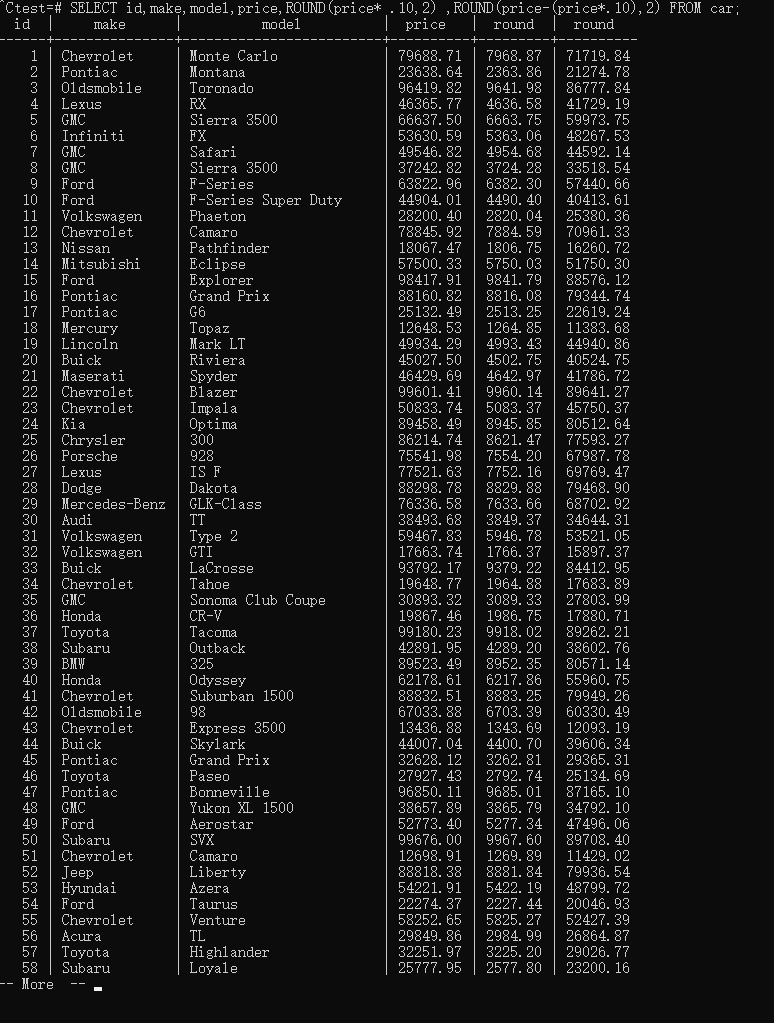 ^Ctest=# SELECT id,make,model,price,ROUND(price* .10,2) ,ROUND(price-(price*.10),2) FROM car;
id | make | model | price | round | round
1 | Chevrolet | Monte Carlo | 79688.71 | 7968.87 | 71719.84
2 | Pontiac | Montana | 23638.64 | 2363.86 | 21274.78
3 | Oldsmobile | Toronado | 96419.82 | 9641.98 | 86777.84
4 | Lexus | RX | 46365.77 | 4636.58 | 41729.19
5 | GMC | Sierra 3500 | 66637.50 | 6663.75 | 59973.75
6 | Infiniti | FX | 53630.59 | 5363.06 | 48267.53
7 | GMC | Safari | 49546.82 | 4954.68 | 44592.14
8 | GMC | Sierra 3500 | 37242.82 | 3724.28 | 33518.54
9 | Ford | F-Series | 63822.96 | 6382.30 | 57440.66
10 | Ford | F-Series Super Duty | 44904.01 | 4490.40 | 40413.61
11 | Volkswagen | Phaeton | 28200.40 | 2820.04 | 25380.36
12 | Chevrolet | Camaro | 78845.92 | 7884.59 | 70961.33
13 | Nissan | Pathfinder | 18067.47 | 1806.75 | 16260.72
14 | Mitsubishi | Eclipse | 57500.33 | 5750.03 | 51750.30
15 | Ford | Explorer | 98417.91 | 9841.79 | 88576.12
16 | Pontiac | Grand Prix | 88160.82 | 8816.08 | 79344.74
17 | Pontiac | G6 | 25132.49 | 2513.25 | 22619.24
18 | Mercury | Topaz | 12648.53 | 1264.85 | 11383.68
19 | Lincoln | Mark LT | 49934.29 | 4993.43 | 44940.86
20 | Buick | Riviera | 45027.50 | 4502.75 | 40524.75
21 | Maserati | Spyder | 46429.69 | 4642.97 | 41786.72
22 | Chevrolet | Blazer | 99601.41 | 9960.14 | 89641.27
23 | Chevrolet | Impala | 50833.74 | 5083.37 | 45750.37
24 | Kia | Optima | 89458.49 | 8945.85 | 80512.64
25 | Chrysler | 300 | 86214.74 | 8621.47 | 77593.27
26 | Porsche | 928 | 75541.98 | 7554.20 | 67987.78
27 | Lexus | IS F | 77521.63 | 7752.16 | 69769.47
28 | Dodge | Dakota | 88298.78 | 8829.88 | 79468.90
29 | Mercedes-Benz | GLK-Class | 76336.58 | 7633.66 | 68702.92
30 | Audi | TT | 38493.68 | 3849.37 | 34644.31
31 | Volkswagen | Type 2 | 59467.83 | 5946.78 | 53521.05
32 | Volkswagen | GTI | 17663.74 | 1766.37 | 15897.37
33 | Buick | LaCrosse | 93792.17 | 9379.22 | 84412.95
34 | Chevrolet | Tahoe | 19648.77 | 1964.88 | 17683.89
35 | GMC | Sonoma Club Coupe | 30893.32 | 3089.33 | 27803.99
36 | Honda | CR-V | 19867.46 | 1986.75 | 17880.71
37 | Toyota | Tacoma | 99180.23 | 9918.02 | 89262.21
38 | Subaru | Outback | 42891.95 | 4289.20 | 38602.76
39 | BMW | 325 | 89523.49 | 8952.35 | 80571.14
40 | Honda | Odyssey | 62178.61 | 6217.86 | 55960.75
41 | Chevrolet | Suburban 1500 | 88832.51 | 8883.25 | 79949.26
42 | Oldsmobile | 98 | 67033.88 | 6703.39 | 60330.49
43 | Chevrolet | Express 3500 | 13436.88 | 1343.69 | 12093.19
44 | Buick | Skylark | 44007.04 | 4400.70 | 39606.34
45 | Pontiac | Grand Prix | 32628.12 | 3262.81 | 29365.31
46 | Toyota | Paseo | 27927.43 | 2792.74 | 25134.69
47 | Pontiac | Bonneville | 96850.11 | 9685.01 | 87165.10
48 | GMC | Yukon XL 1500 | 38657.89 | 3865.79 | 34792.10
49 | Ford | Aerostar | 52773.40 | 5277.34 | 47496.06
50 | Subaru | SVX | 99676.00 | 9967.60 | 89708.40
51 | Chevrolet | Camaro | 12698.91 | 1269.89 | 11429.02
52 | Jeep | Liberty | 88818.38 | 8881.84 | 79936.54
53 | Hyundai | Azera | 54221.91 | 5422.19 | 48799.72
54 | Ford | Taurus | 22274.37 | 2227.44 | 20046.93
55 | Chevrolet | Venture | 58252.65 | 5825.27 | 52427.39
56 | Acura | TL | 29849.86 | 2984.99 | 26864.87
57 | Toyota | Highlander | 32251.97 | 3225.20 | 29026.77
58 | Subaru | Loyale | 25777.95 | 2577.80 | 23200.16
-- More  --